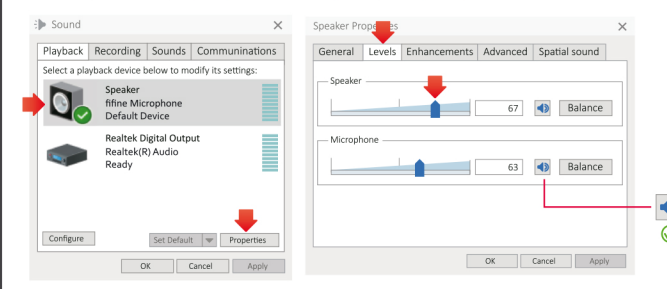 Sound
Playback Recording Sounds Communinations
Select a playback device below to modify its settings:
Speaker
fifine Microphone
Default Device
Realtek Digital Output
Realtek(R) Audio
Ready
Configure
Set Default
Properties
OK
Cancel
Apply
Speaker Properties
General Levels Enhancements Advanced Spatial sound
Speaker
67
Balance
Microphone
63
Balance
OK
Cancel
Apply